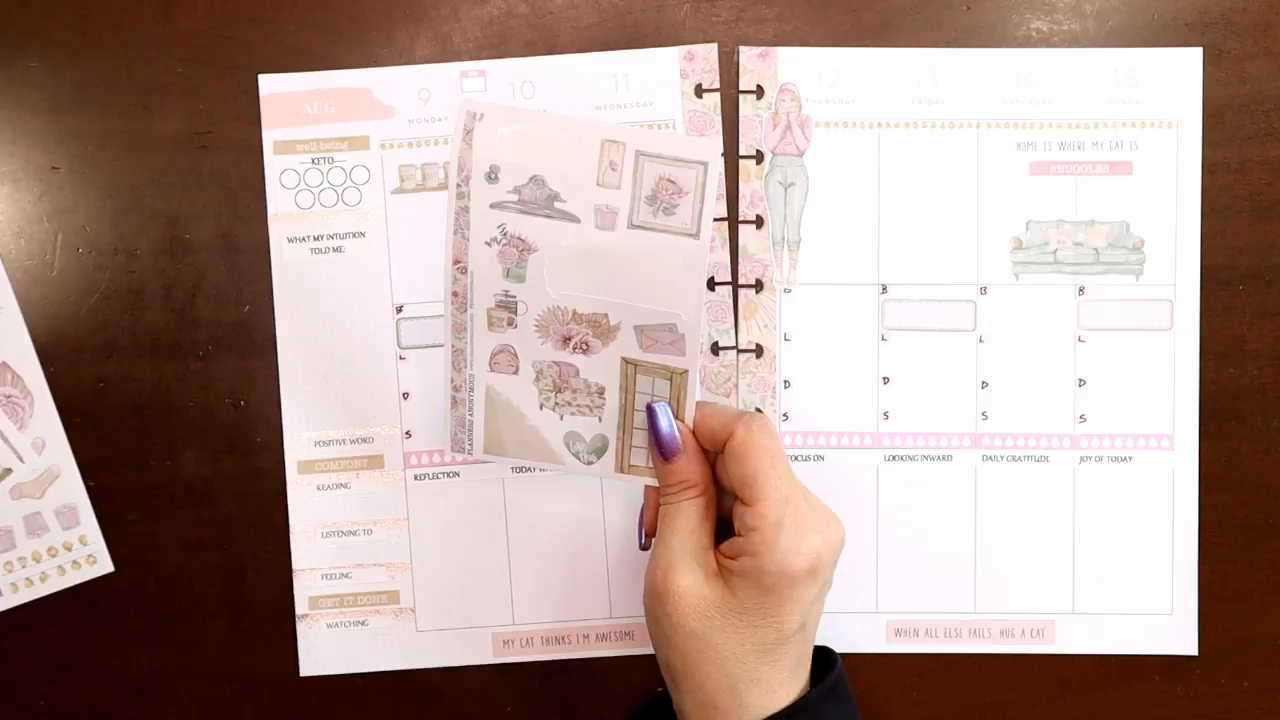 AUG
9
MONDAY
10
11
WEDNESDAY
12
THURSDAY
13
FRIDAY
14
SATURDAY
15
SUNDAY
well-being
KETO
WHAT MY INTUITION
TOLD ME:
HOME IS WHERE MY CAT IS
SNUGGLES
PLANNERS ANONYMOUS
B
L
D
S
B
L
D
S
B
L
D
S
B
L
D
S
POSITIVE WORD
COMFORT
READING
LISTENING TO
FEELING
GET IT DONE
WATCHING
REFLECTION
FOCUS ON
LOOKING INWARD
DAILY GRATITUDE
JOY OF TODAY
MY CAT THINKS I'M AWESOME
WHEN ALL ELSE FAILS, HUG A CAT